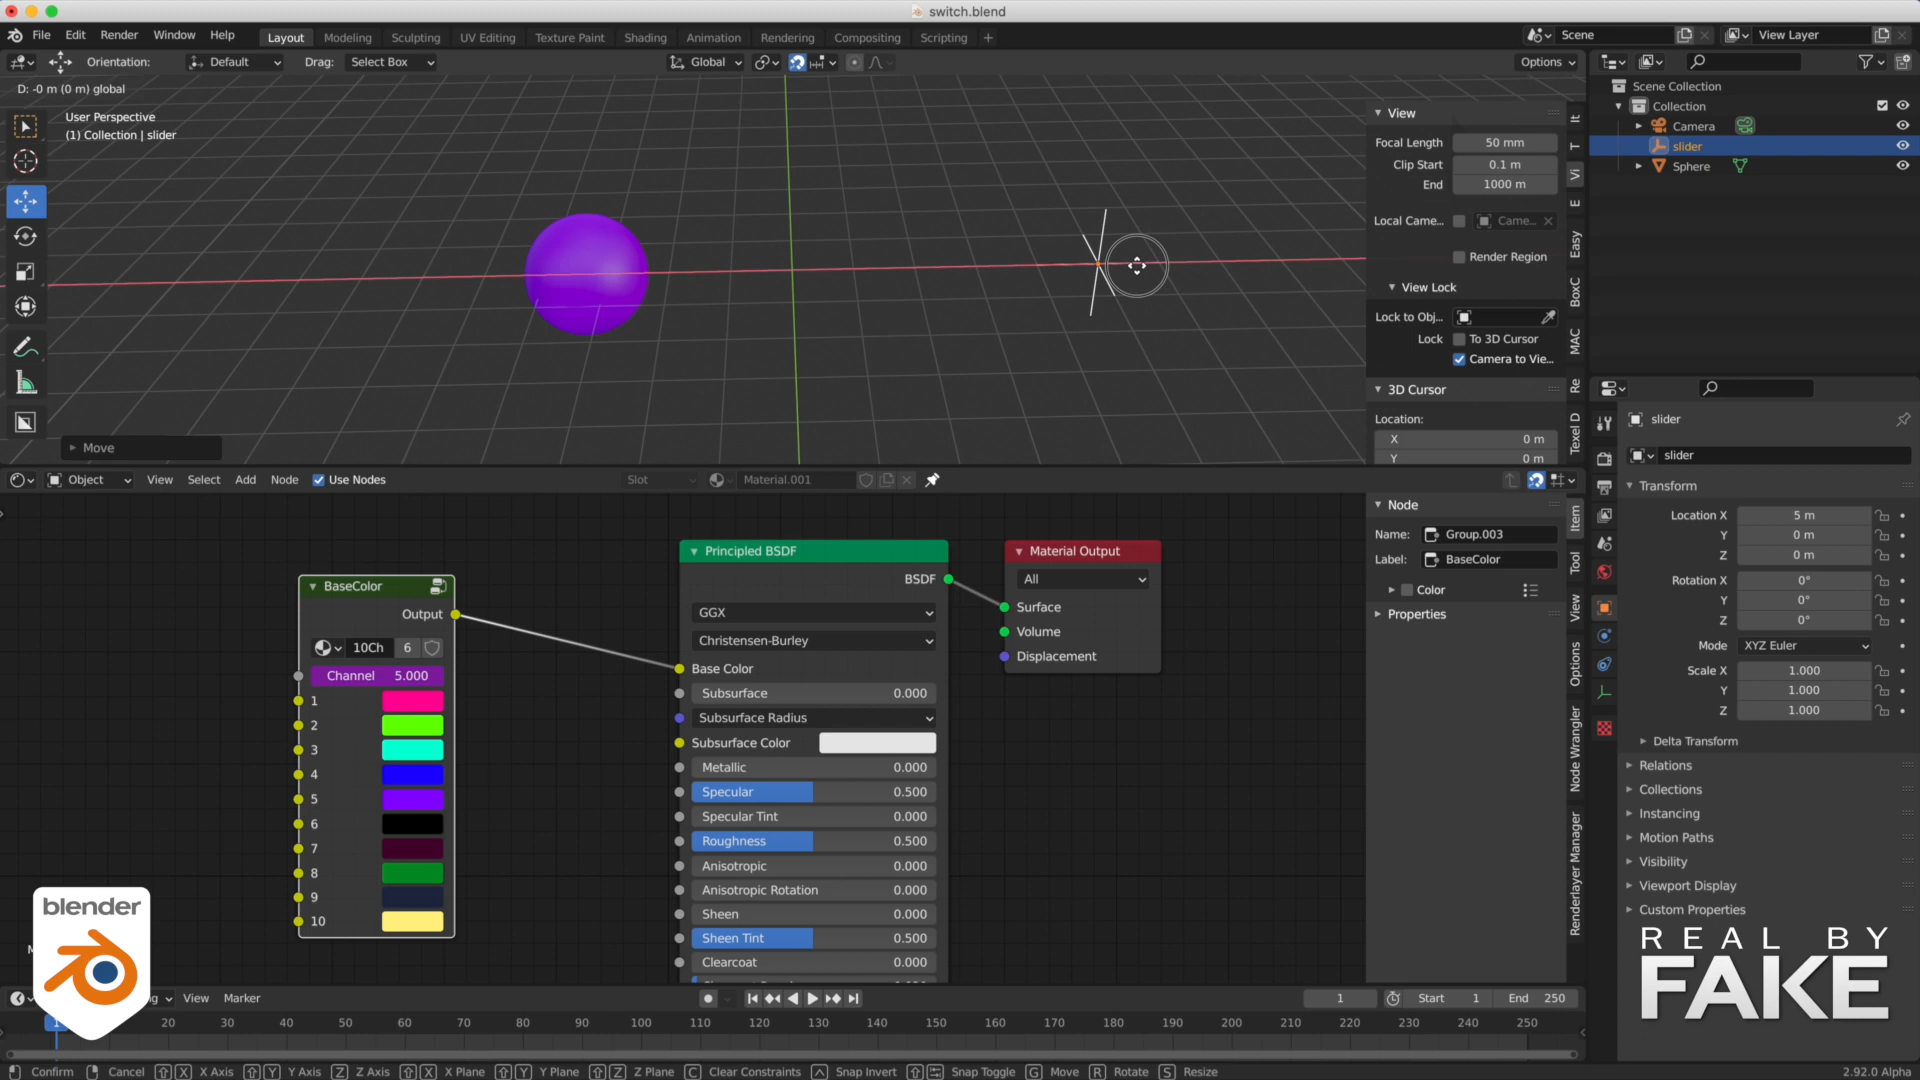 switch.blend
File Edit Render Window Help Layout Modeling Sculpting UV Editing Texture Paint Shading Animation Rendering Compositing Scripting + Scene View Layer
Orientation: Default Drag: Select Box Global Options
D: -0 m (0 m) global
User Perspective
(1) Collection | slider
Move
View
Focal Length 50 mm
Clip Start 0.1 m
End 1000 m
Local Came... Came...
Render Region
View Lock
Lock to Obj...
Lock To 3D Cursor
Camera to Vie...
3D Cursor
Location:
X 0 m
Y 0 m
It
T
Vi
E
Easy
BoxC
MAC
Re
Texel D
Scene Collection
Collection
Camera
slider
Sphere
Object View Select Add Node Use Nodes Slot Material.001
BaseColor
Output
10Ch 6
Channel 5.000
1
2
3
4
5
6
7
8
9
10
Principled BSDF
BSDF
GGX
Christensen-Burley
Base Color
Subsurface 0.000
Subsurface Radius
Subsurface Color
Metallic 0.000
Specular 0.500
Specular Tint 0.000
Roughness 0.500
Anisotropic 0.000
Anisotropic Rotation 0.000
Sheen 0.000
Sheen Tint 0.500
Clearcoat 0.000
Material Output
All
Surface
Volume
Displacement
Node
Name: Group.003
Label: BaseColor
Color
Properties
Item
Tool
View
Options
Node Wrangler
Renderlayer Manager
slider
slider
Transform
Location X 5 m
Y 0 m
Z 0 m
Rotation X 0°
Y 0°
Z 0°
Mode XYZ Euler
Scale X 1.000
Y 1.000
Z 1.000
Delta Transform
Relations
Collections
Instancing
Motion Paths
Visibility
Viewport Display
Custom Properties
REAL BY
FAKE
blender
View Marker 1 Start 1 End 250
1 20 30 40 50 60 70 80 90 100 110 120 130 140 150 160 170 180 190 200 210 220 230 240 250
Confirm Cancel X X Axis Y Y Axis Z Z Axis X X Plane Y Y Plane Z Z Plane C Clear Constraints Snap Invert Snap Toggle G Move R Rotate S Resize 2.92.0 Alpha